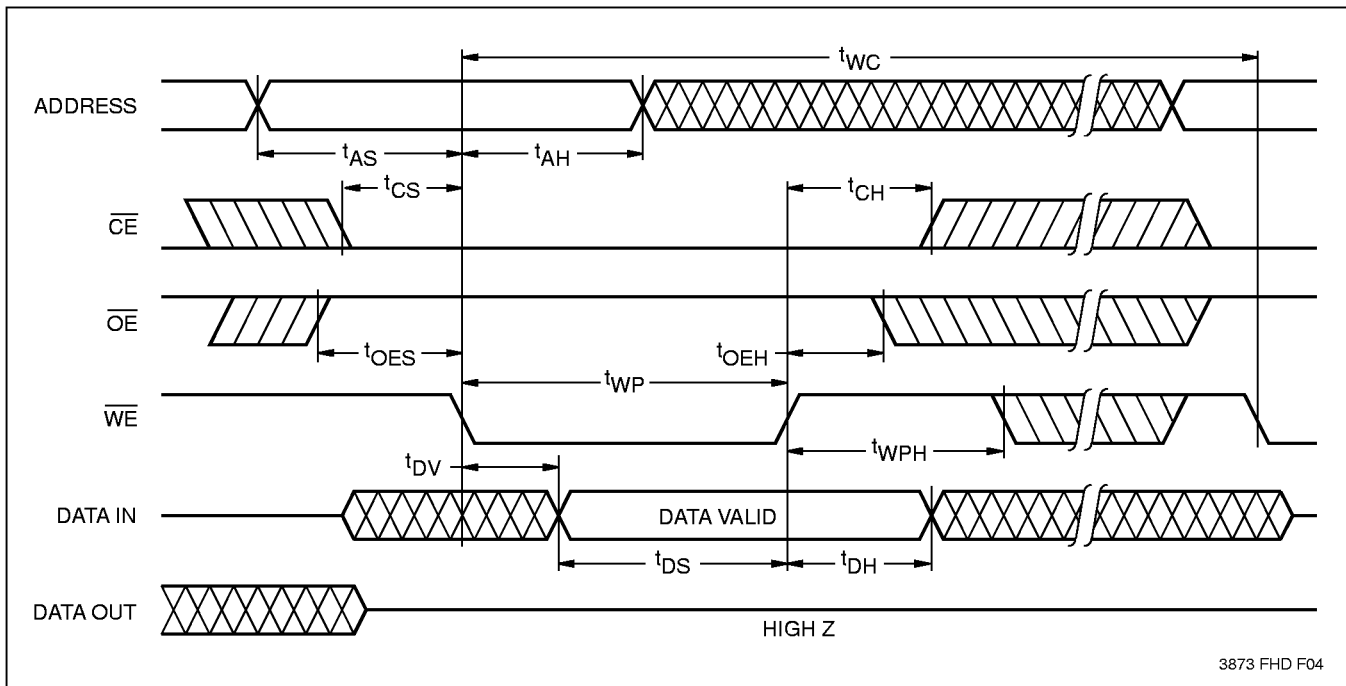 tWC
ADDRESS
tAS
tAH
tCS
tCH
CE
OE
tOES
tOEH
tWP
WE
tWPH
tDV
DATA IN
DATA VALID
tDS
tDH
DATA OUT
HIGH Z
3873 FHD F04